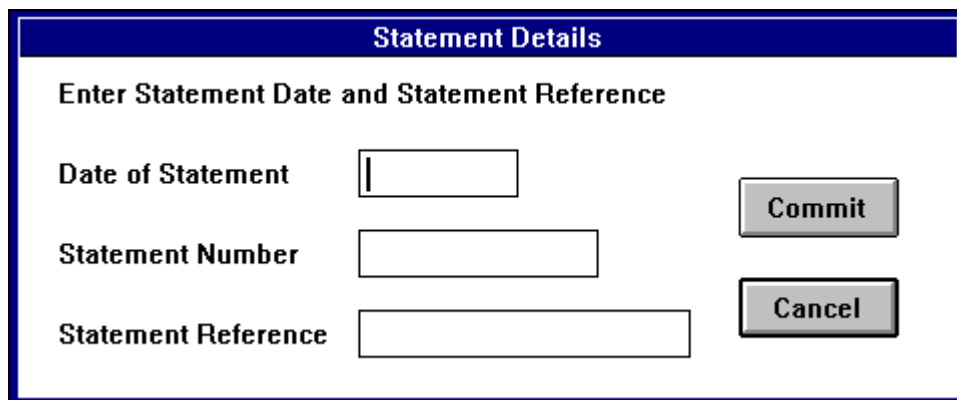 Statement Details
Enter Statement Date and Statement Reference
Date of Statement
Commit
Statement Number
Cancel
Statement Reference